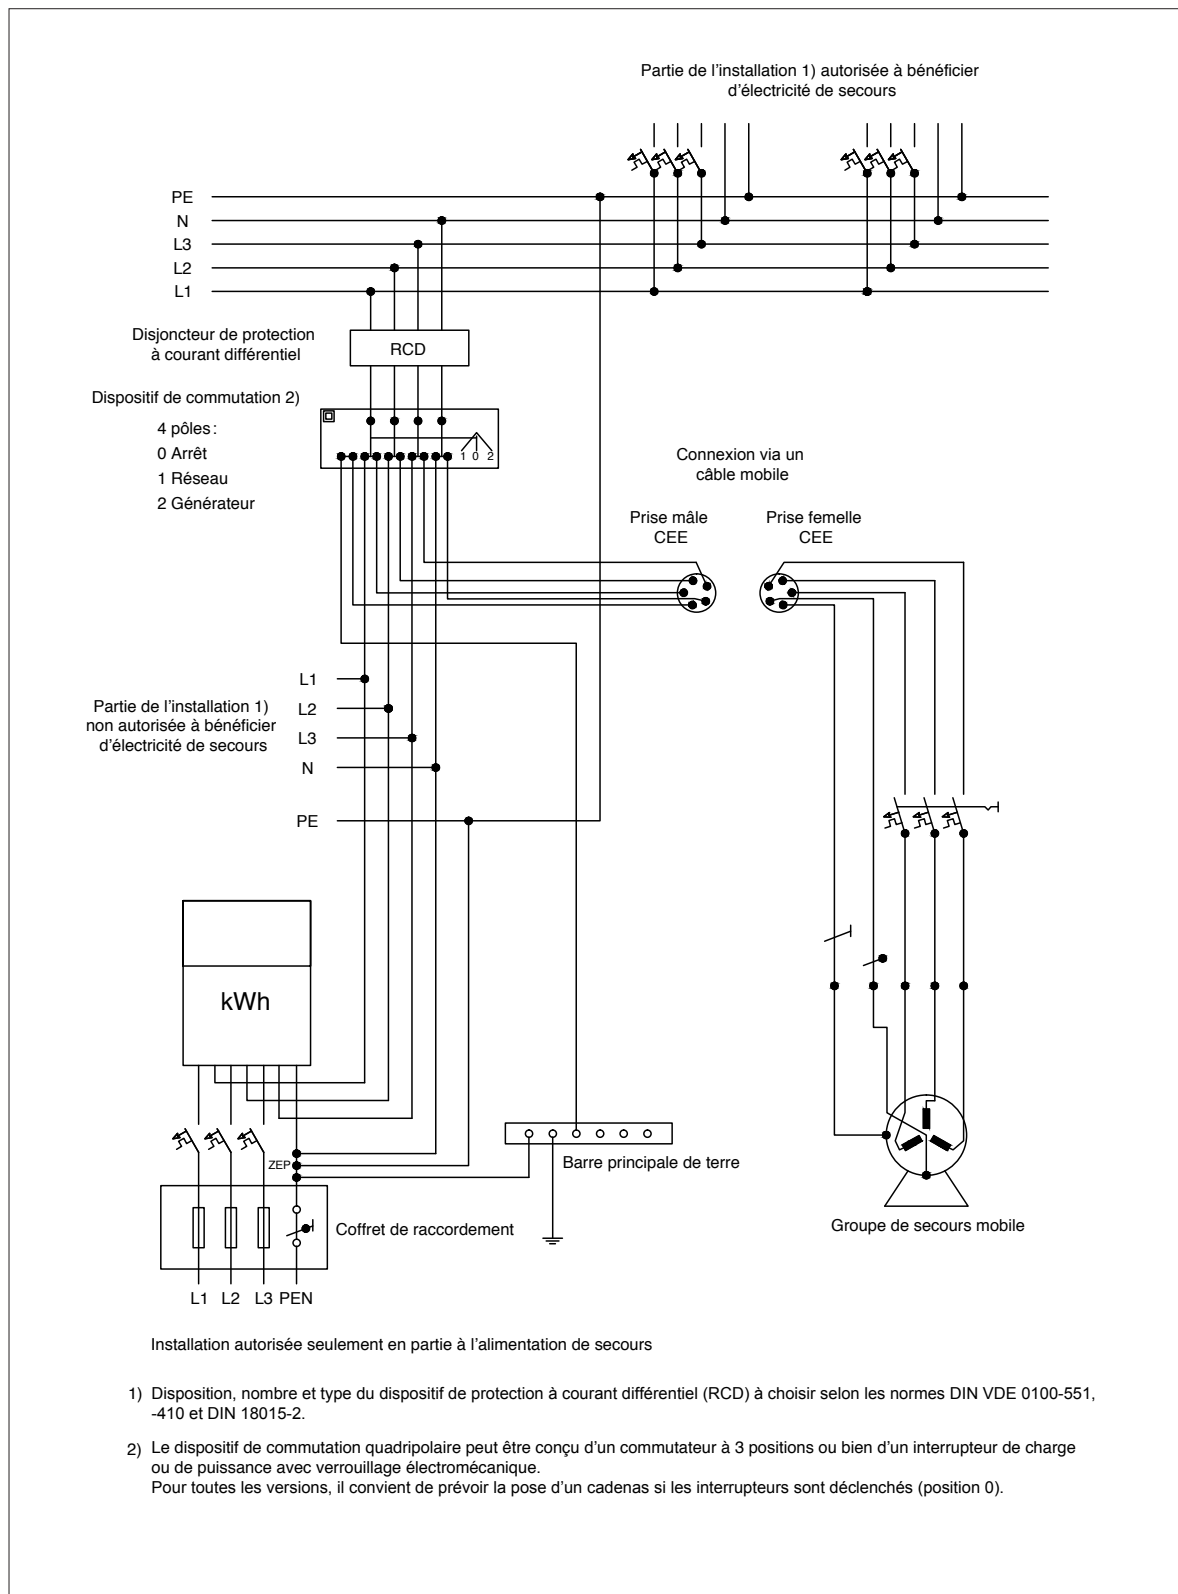 Partie de l'installation 1) autorisée à bénéficier
d'électricité de secours
PE
N
L3
L2
L1
Disjoncteur de protection
à courant différentiel
RCD
Dispositif de commutation 2)
4 pôles :
0 Arrêt
1 Réseau
2 Générateur
1 0 2
Connexion via un
câble mobile
Prise mâle
CEE
Prise femelle
CEE
L1
L2
L3
N
PE
Partie de l'installation 1)
non autorisée à bénéficier
d'électricité de secours
kWh
ZEP
Barre principale de terre
Coffret de raccordement
Groupe de secours mobile
L1 L2 L3 PEN
Installation autorisée seulement en partie à l'alimentation de secours
1) Disposition, nombre et type du dispositif de protection à courant différentiel (RCD) à choisir selon les normes DIN VDE 0100-551,
-410 et DIN 18015-2.
2) Le dispositif de commutation quadripolaire peut être conçu d'un commutateur à 3 positions ou bien d'un interrupteur de charge
ou de puissance avec verrouillage électromécanique.
Pour toutes les versions, il convient de prévoir la pose d'un cadenas si les interrupteurs sont déclenchés (position 0).